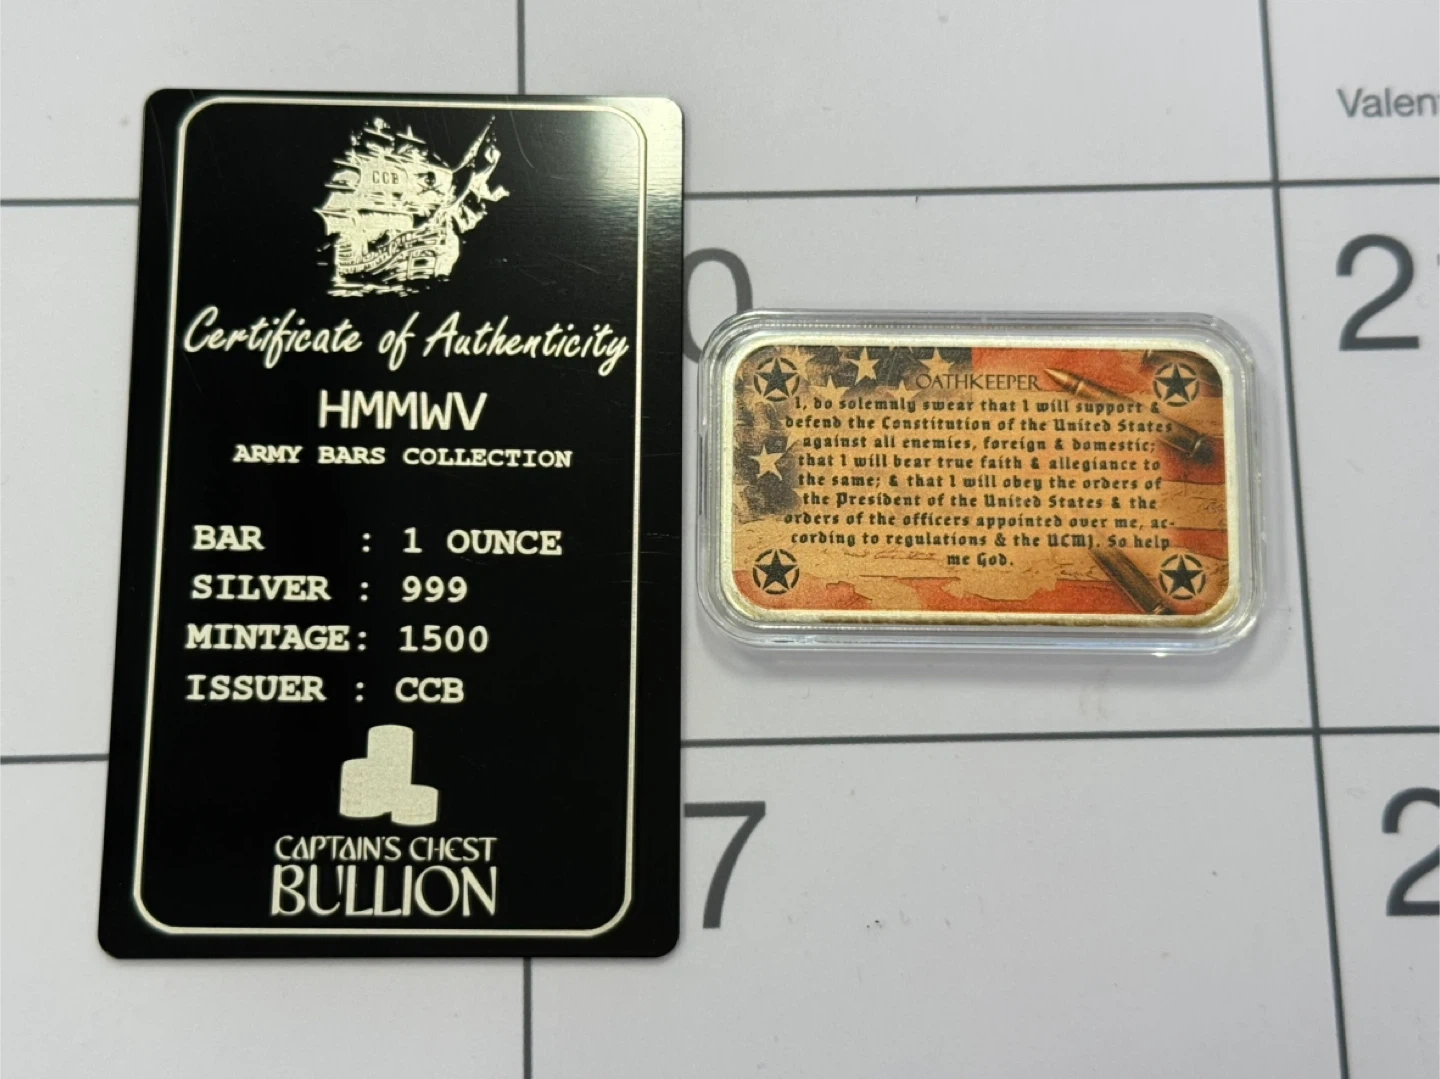 CCB
Certificate of Authenticity
HMMWV
ARMY BARS COLLECTION
BAR : 1 OUNCE
SILVER : 999
MINTAGE: 1500
ISSUER : CCB
CAPTAIN'S CHEST
BULLION
OATHKEEPER
I, do solemnly swear that I will support &
defend the Constitution of the United States
against all enemies, foreign & domestic;
that I will bear true faith & allegiance to
the same; & that I will obey the orders of
the President of the United States & the
orders of the officers appointed over me, ac-
cording to regulations & the UCMJ. So help
me God.
Valen
0
2
7
2